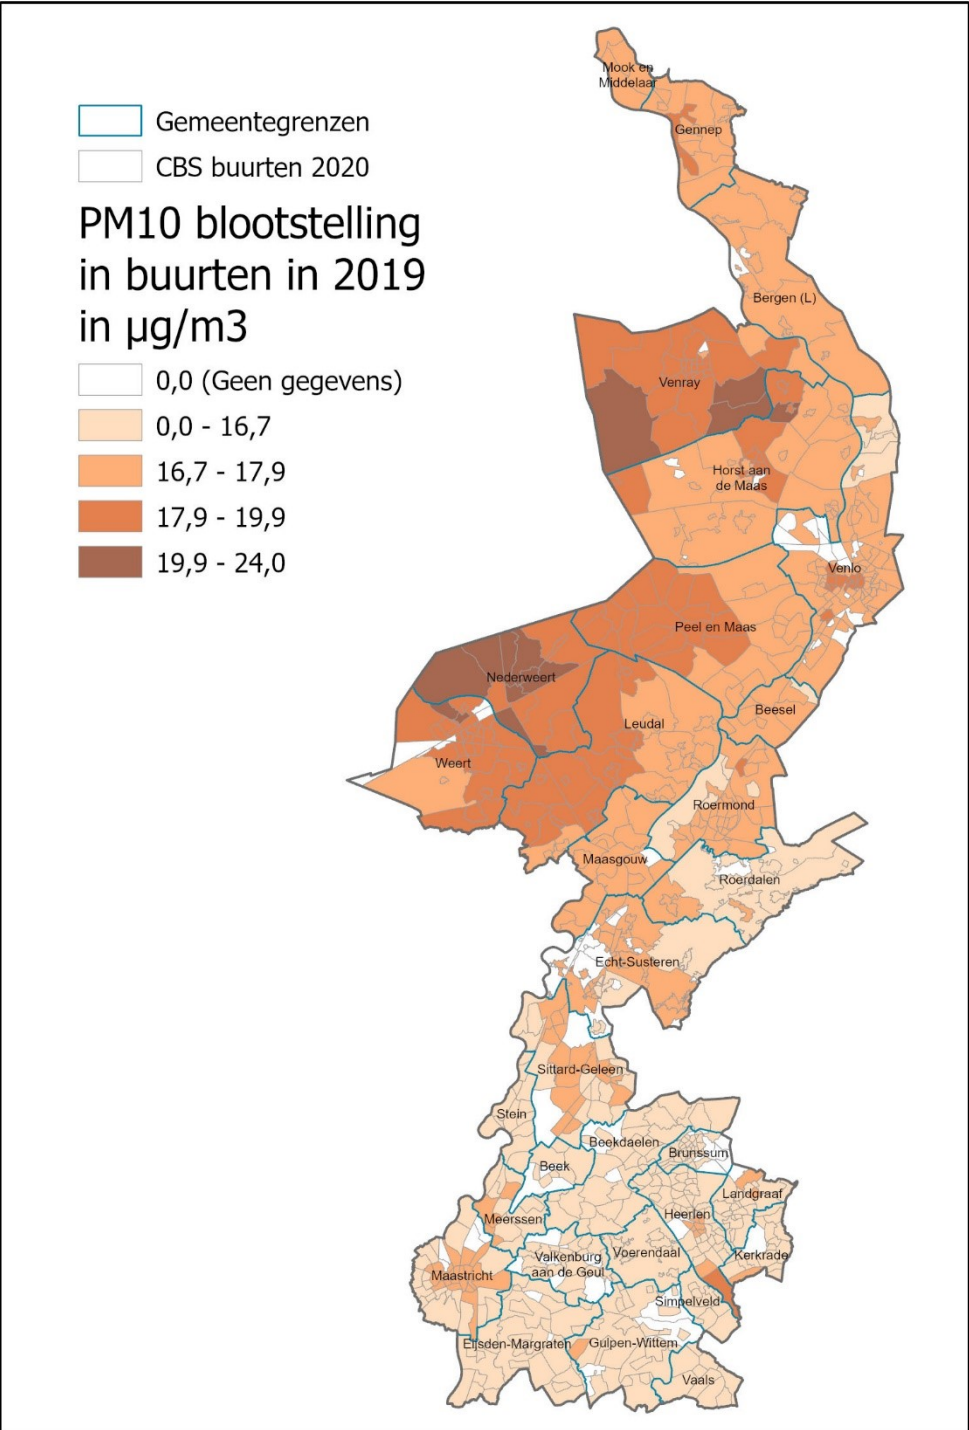 Gemeentegrenzen
CBS buurten 2020
PM10 blootstelling
in buurten in 2019
in µg/m3
0,0 (Geen gegevens)
0,0 - 16,7
16,7 - 17,9
17,9 - 19,9
19,9 - 24,0
Mook en
Middelaar
Gennep
Bergen (L)
Venray
Horst aan
de Maas
Venlo
Peel en Maas
Nederweert
Beesel
Leudal
Weert
Roermond
Maasgouw
Roerdalen
Echt-Susteren
Sittard-Geleen
Stein
Beekdaelen
Brunssum
Beek
Landgraaf
Heerlen
Meerssen
Voerendaal
Kerkrade
Valkenburg
aan de Geul
Maastricht
Simpelveld
Eijsden-Margraten
Gulpen-Wittem
Vaals